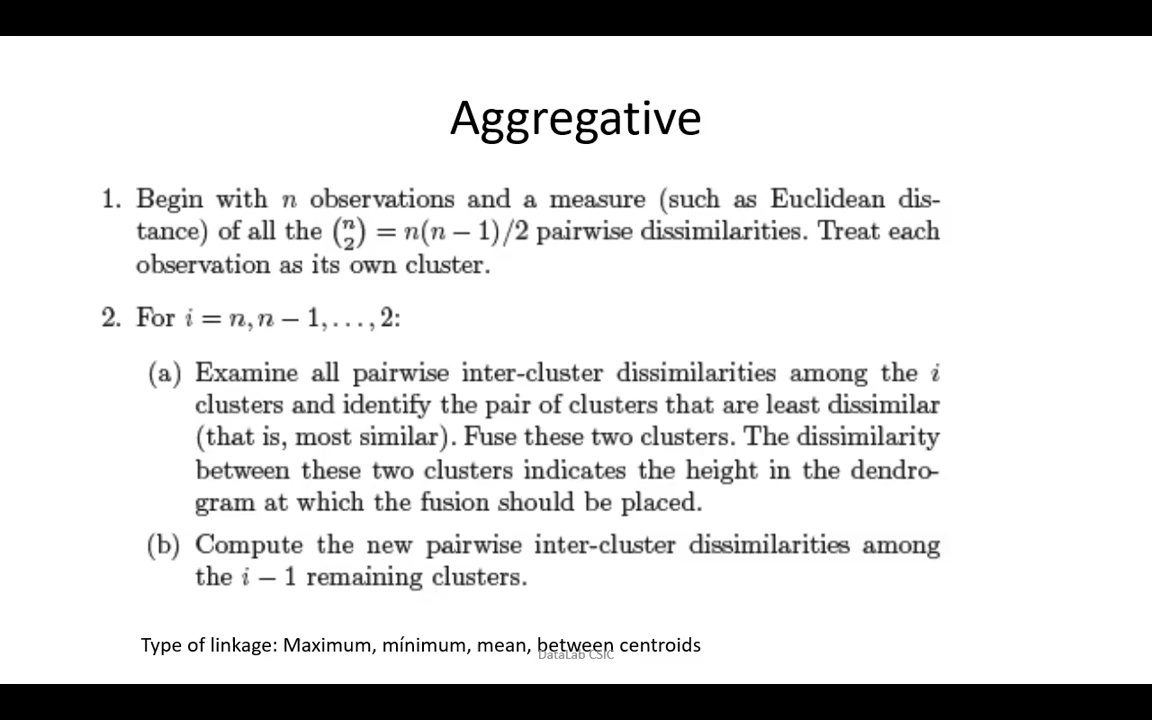 Aggregative
1. Begin with n observations and a measure (such as Euclidean dis-
tance) of all the (n 2) = n(n − 1)/2 pairwise dissimilarities. Treat each
observation as its own cluster.
2. For i = n, n − 1, . . . , 2:
(a) Examine all pairwise inter-cluster dissimilarities among the i
clusters and identify the pair of clusters that are least dissimilar
(that is, most similar). Fuse these two clusters. The dissimilarity
between these two clusters indicates the height in the dendro-
gram at which the fusion should be placed.
(b) Compute the new pairwise inter-cluster dissimilarities among
the i − 1 remaining clusters.
Type of linkage: Maximum, mínimum, mean, between centroids
DataLab CSIC